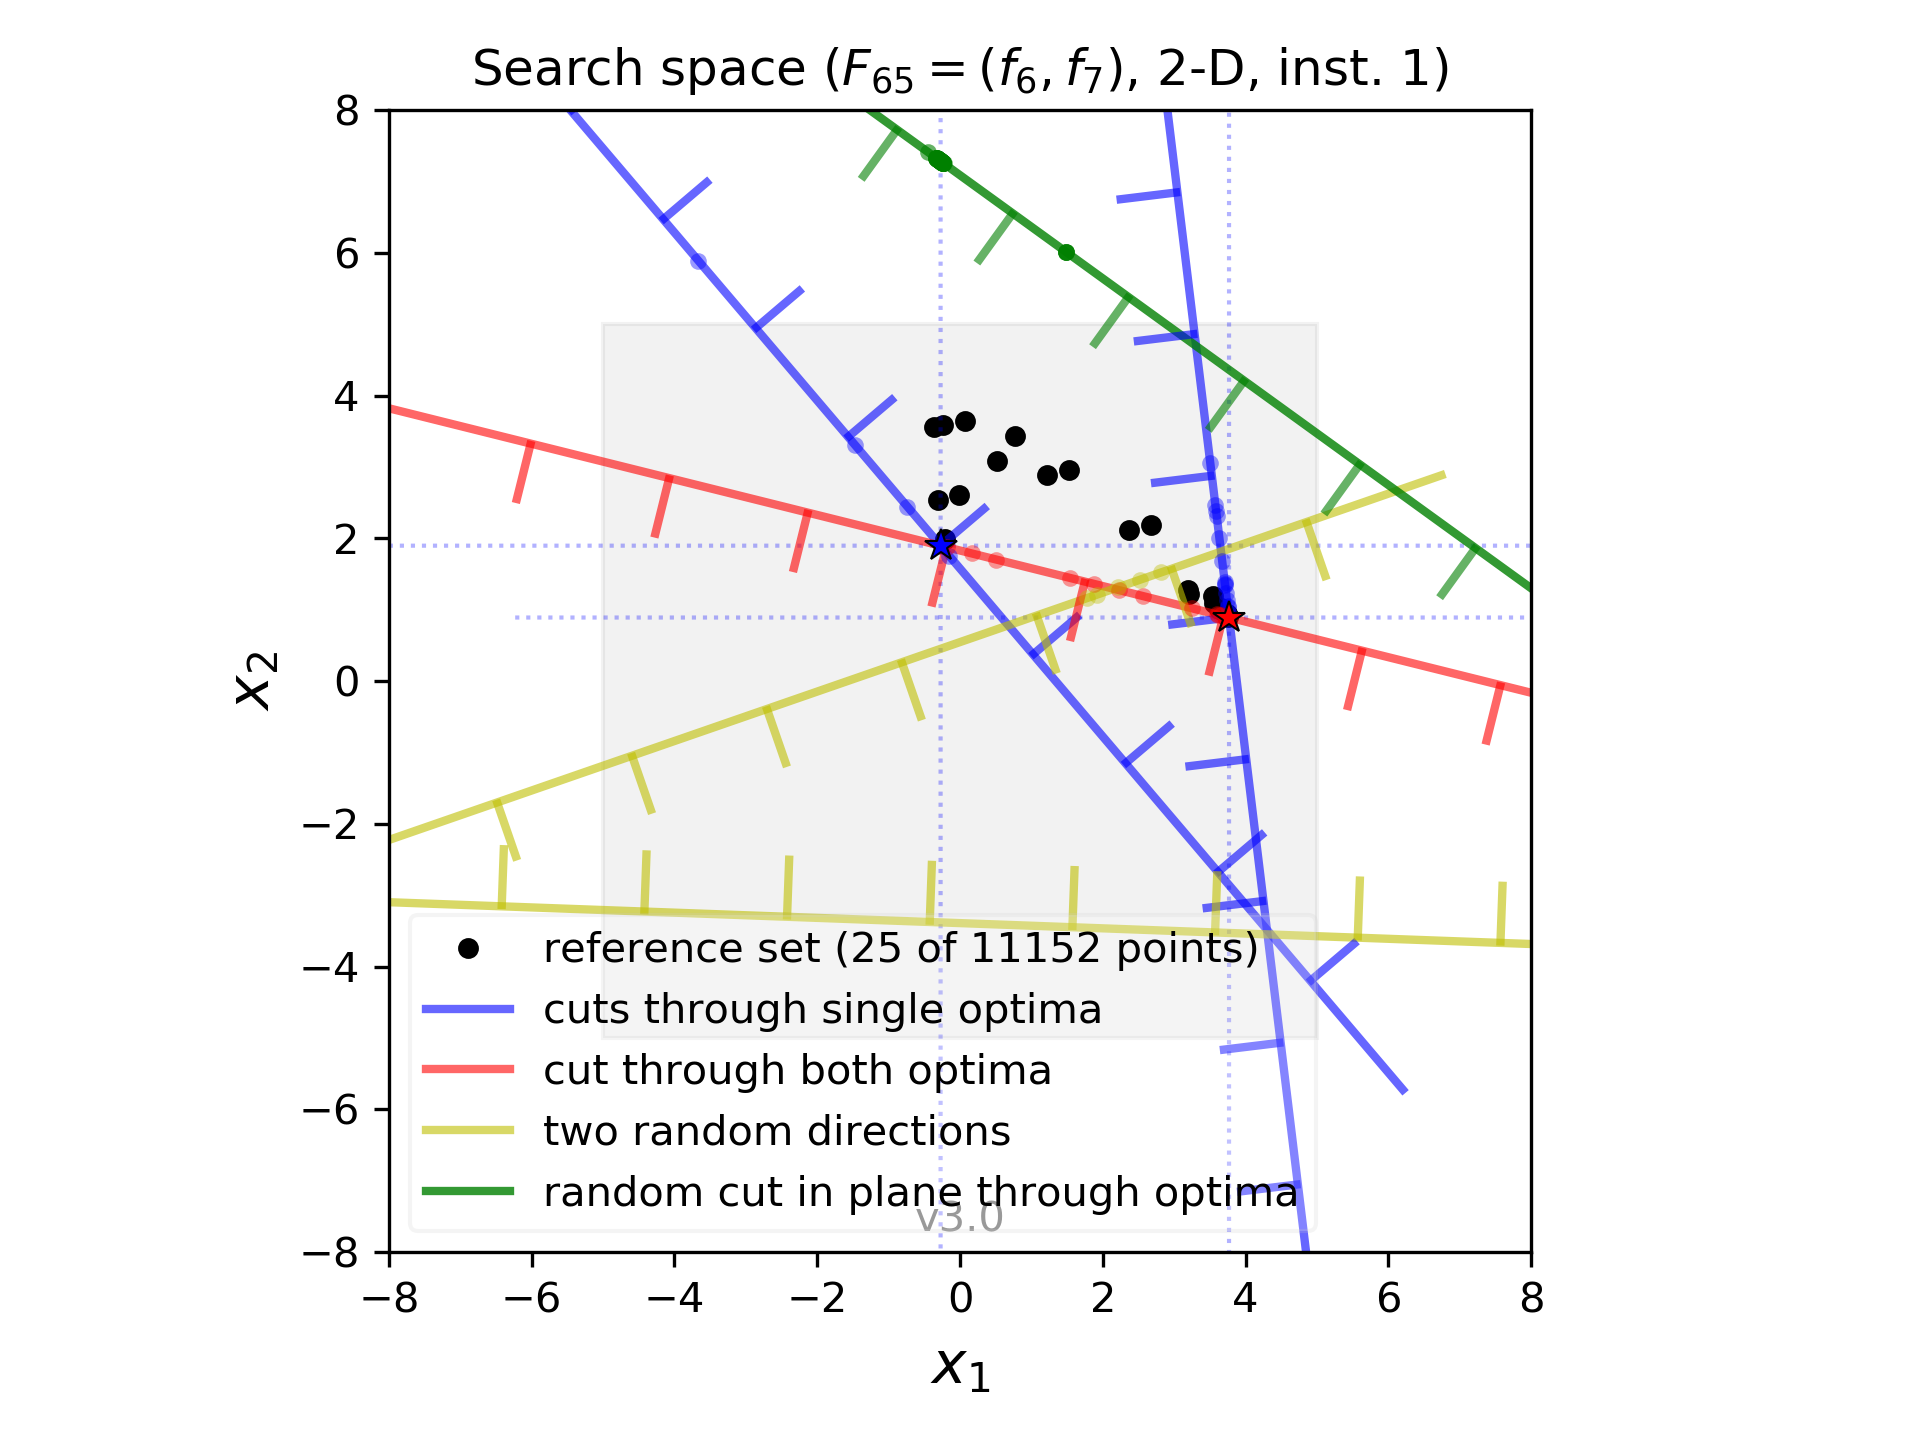 Search space (F65 = (f6, f7), 2-D, inst. 1)
8
6
4
2
0
−2
−4
−6
−8
x2
reference set (25 of 11152 points)
cuts through single optima
cut through both optima
two random directions
random cut in plane through optima
v3.0
−8 −6 −4 −2 0 2 4 6 8
x1